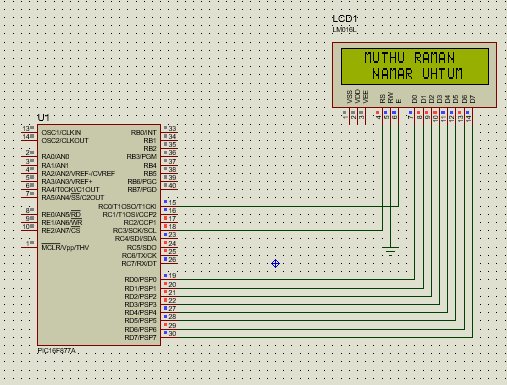 LCD1
LM016L
MUTHU RAMAN
NAMAR UHTUM
VSS
VDD
VEE
RS
RW
E
D0
D1
D2
D3
D4
D5
D6
D7
1
2
3
4
5
6
7
8
9
10
11
12
13
14
U1
13 OSC1/CLKIN
14 OSC2/CLKOUT
2 RA0/AN0
3 RA1/AN1
4 RA2/AN2/VREF-/CVREF
5 RA3/AN3/VREF+
6 RA4/T0CKI/C1OUT
7 RA5/AN4/SS/C2OUT
8 RE0/AN5/RD
9 RE1/AN6/WR
10 RE2/AN7/CS
1 MCLR/Vpp/THV
RB0/INT 33
RB1 34
RB2 35
RB3/PGM 36
RB4 37
RB5 38
RB6/PGC 39
RB7/PGD 40
RC0/T1OSO/T1CKI 15
RC1/T1OSI/CCP2 16
RC2/CCP1 17
RC3/SCK/SCL 18
RC4/SDI/SDA 23
RC5/SDO 24
RC6/TX/CK 25
RC7/RX/DT 26
RD0/PSP0 19
RD1/PSP1 20
RD2/PSP2 21
RD3/PSP3 22
RD4/PSP4 27
RD5/PSP5 28
RD6/PSP6 29
RD7/PSP7 30
PIC16F877A